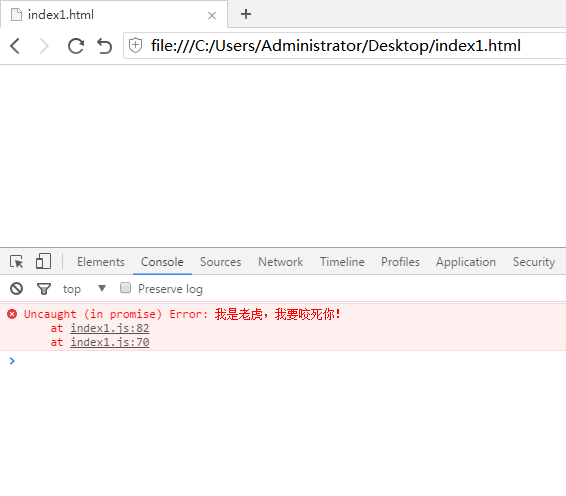 index1.html
file:///C:/Users/Administrator/Desktop/index1.html
Elements Console Sources Network Timeline Profiles Application Security
top Preserve log
Uncaught (in promise) Error: 我是老虎，我要咬死你！
at index1.js:82
at index1.js:70